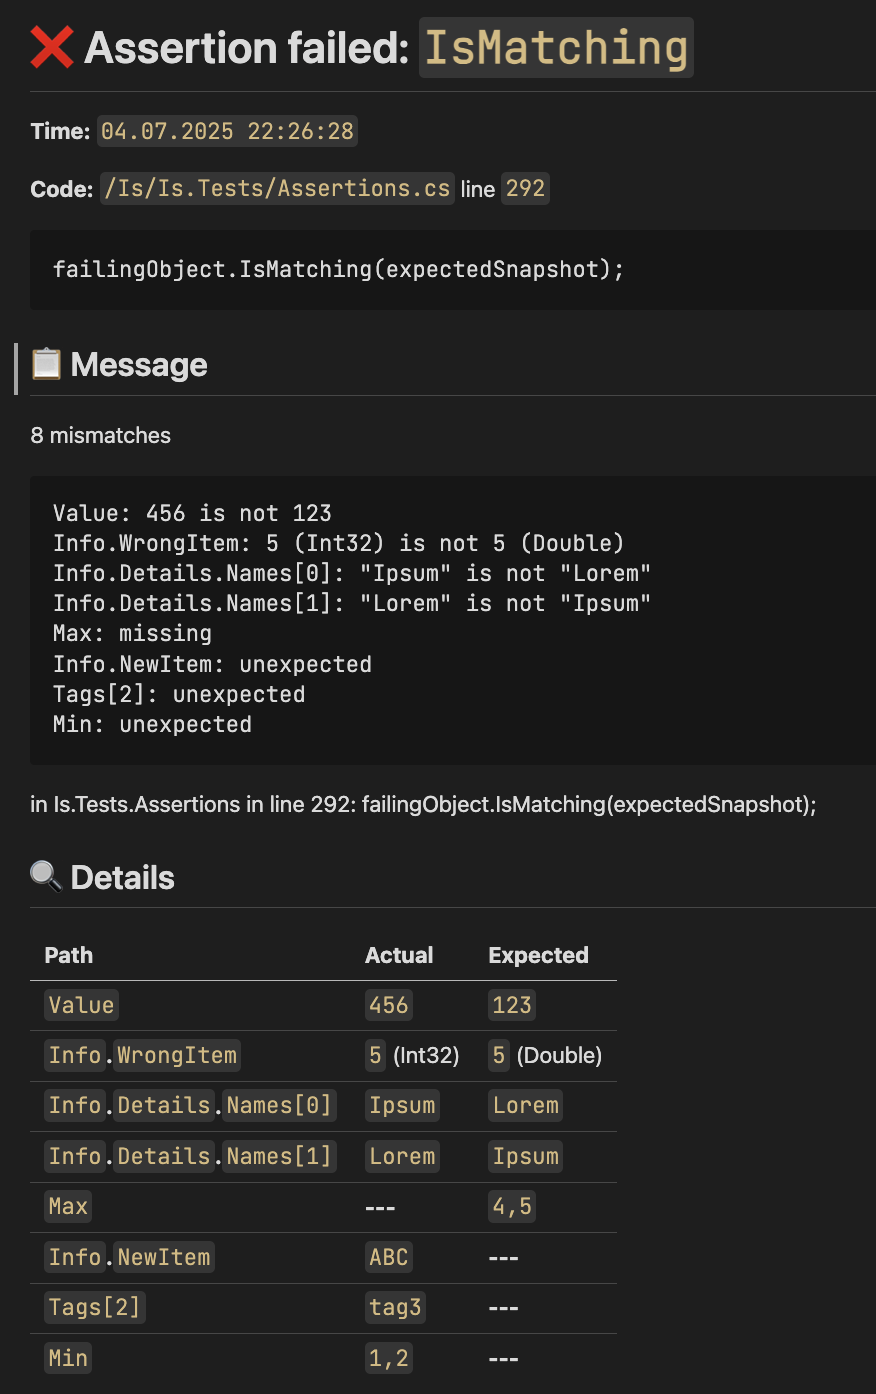 ❌ Assertion failed: IsMatching
Time: 04.07.2025 22:26:28
Code: /Is/Is.Tests/Assertions.cs line 292
failingObject.IsMatching(expectedSnapshot);
📋 Message
8 mismatches
Value: 456 is not 123
Info.WrongItem: 5 (Int32) is not 5 (Double)
Info.Details.Names[0]: "Ipsum" is not "Lorem"
Info.Details.Names[1]: "Lorem" is not "Ipsum"
Max: missing
Info.NewItem: unexpected
Tags[2]: unexpected
Min: unexpected
in Is.Tests.Assertions in line 292: failingObject.IsMatching(expectedSnapshot);
🔍 Details
Path Actual Expected
Value 456 123
Info.WrongItem 5 (Int32) 5 (Double)
Info.Details.Names[0] Ipsum Lorem
Info.Details.Names[1] Lorem Ipsum
Max --- 4,5
Info.NewItem ABC ---
Tags[2] tag3 ---
Min 1,2 ---